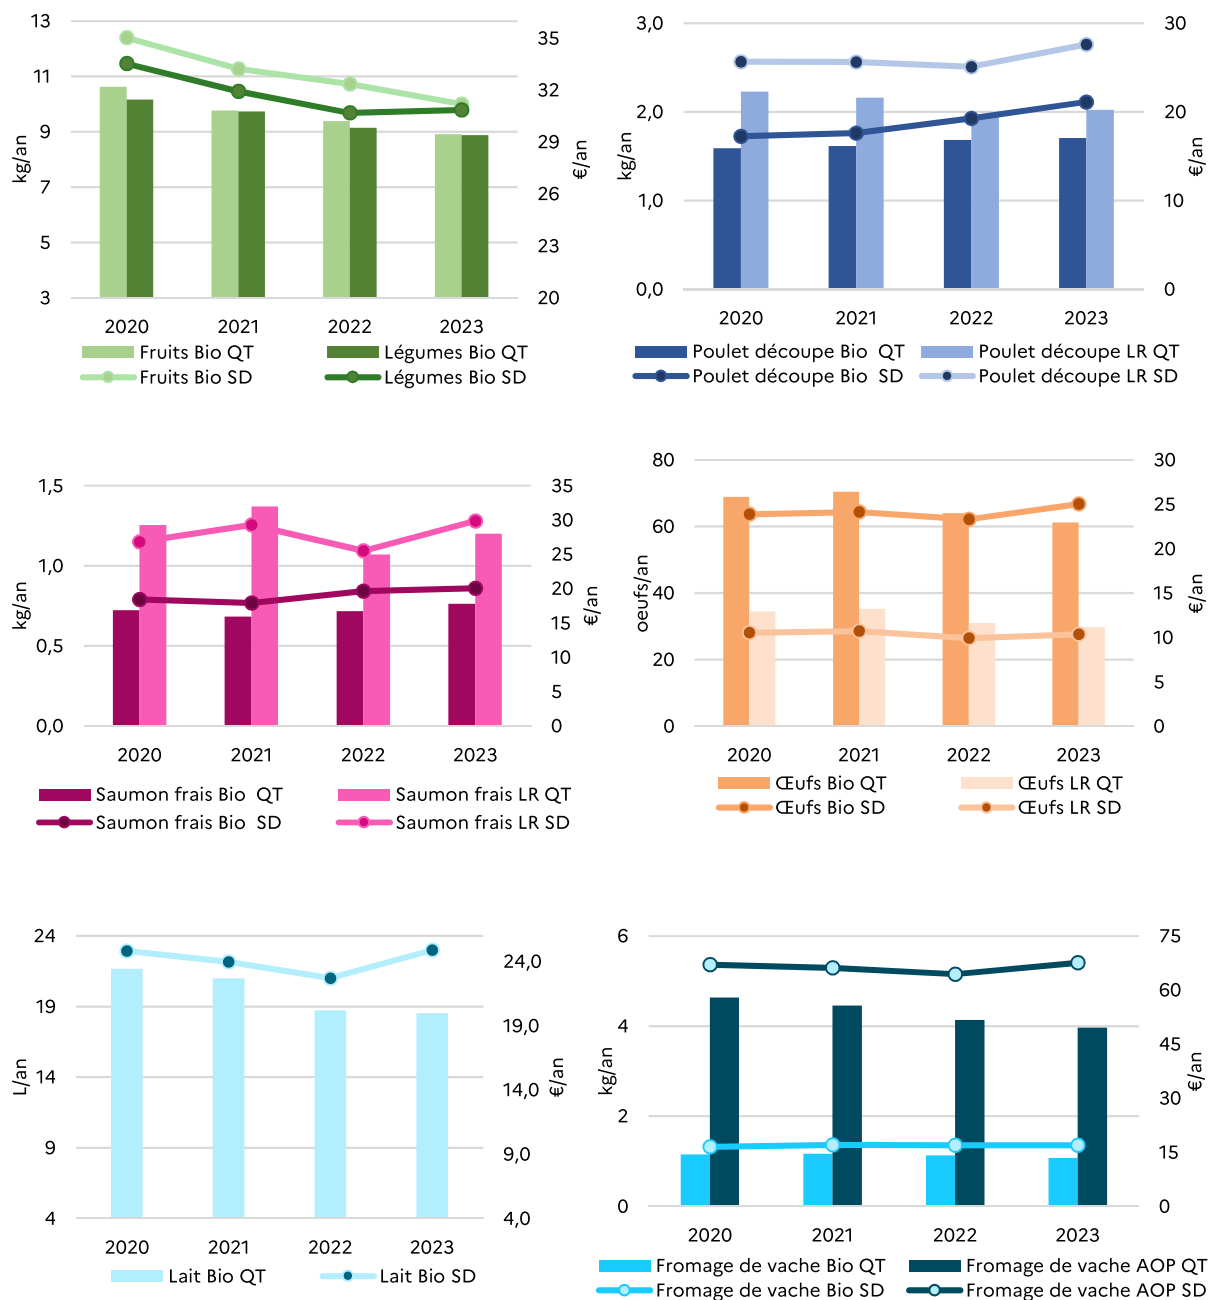 13
11
9
7
5
3
kg/an
35
32
29
26
23
20
€/an
2020 2021 2022 2023
Fruits Bio QT Légumes Bio QT
Fruits Bio SD Légumes Bio SD
3,0
2,0
1,0
0,0
kg/an
30
20
10
0
€/an
2020 2021 2022 2023
Poulet découpe Bio QT Poulet découpe LR QT
Poulet découpe Bio SD Poulet découpe LR SD
1,5
1,0
0,5
0,0
kg/an
35
30
25
20
15
10
5
0
€/an
2020 2021 2022 2023
Saumon frais Bio QT Saumon frais LR QT
Saumon frais Bio SD Saumon frais LR SD
80
60
40
20
0
oeufs/an
30
25
20
15
10
5
0
€/an
2020 2021 2022 2023
Œufs Bio QT Œufs LR QT
Œufs Bio SD Œufs LR SD
24
19
14
9
4
L/an
24,0
19,0
14,0
9,0
4,0
€/an
2020 2021 2022 2023
Lait Bio QT Lait Bio SD
6
4
2
0
kg/an
75
60
45
30
15
0
€/an
2020 2021 2022 2023
Fromage de vache Bio QT Fromage de vache AOP QT
Fromage de vache Bio SD Fromage de vache AOP SD